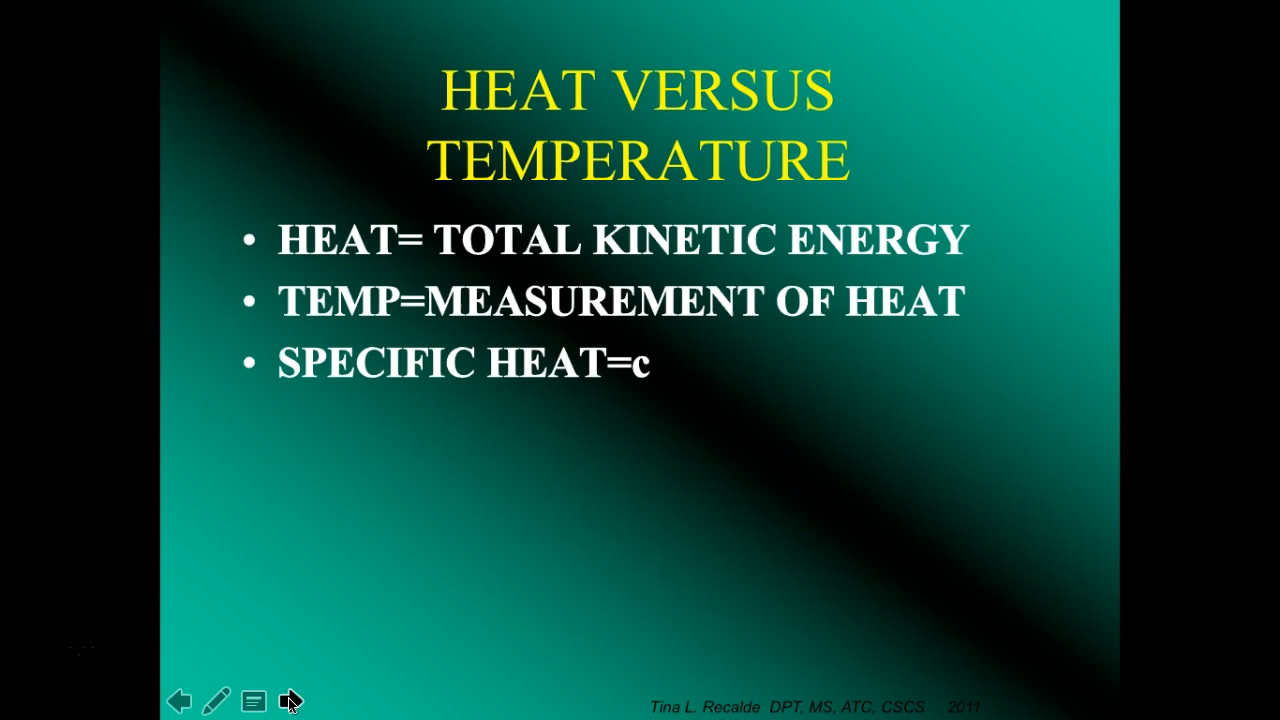 HEAT VERSUS
TEMPERATURE
• HEAT= TOTAL KINETIC ENERGY
• TEMP=MEASUREMENT OF HEAT
• SPECIFIC HEAT=c
Tina L. Recalde DPT, MS, ATC, CSCS 2011